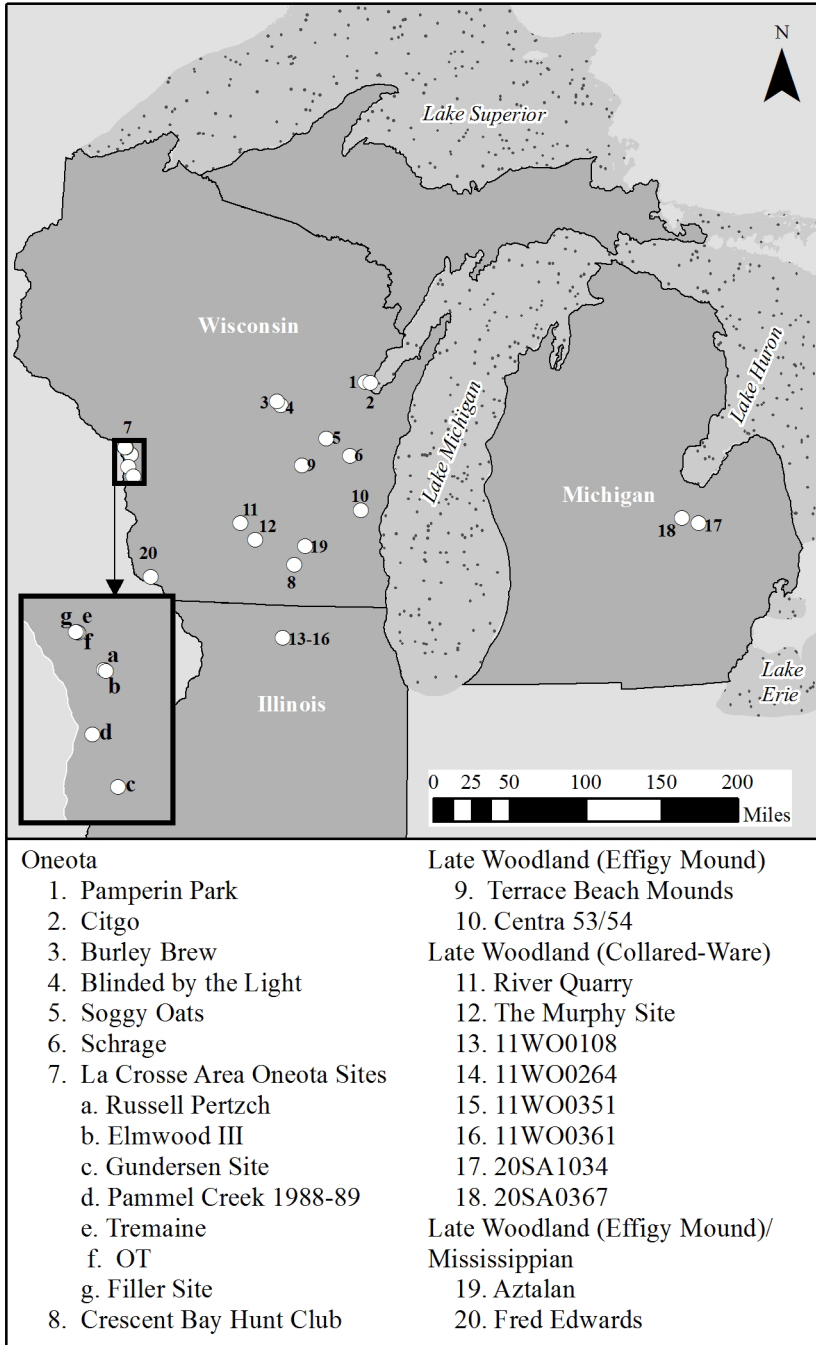 N
Lake Superior
Wisconsin
1
2
3
4
7
5
6
9
Lake Michigan
Lake Huron
Michigan
10
11
12
18
17
19
20
8
g
e
f
a
b
d
c
13-16
Illinois
Lake
Erie
0 25 50 100 150 200
Miles
Oneota
1. Pamperin Park
2. Citgo
3. Burley Brew
4. Blinded by the Light
5. Soggy Oats
6. Schrage
7. La Crosse Area Oneota Sites
a. Russell Pertzch
b. Elmwood III
c. Gundersen Site
d. Pammel Creek 1988-89
e. Tremaine
f. OT
g. Filler Site
8. Crescent Bay Hunt Club
Late Woodland (Effigy Mound)
9. Terrace Beach Mounds
10. Centra 53/54
Late Woodland (Collared-Ware)
11. River Quarry
12. The Murphy Site
13. 11WO0108
14. 11WO0264
15. 11WO0351
16. 11WO0361
17. 20SA1034
18. 20SA0367
Late Woodland (Effigy Mound)/
Mississippian
19. Aztalan
20. Fred Edwards